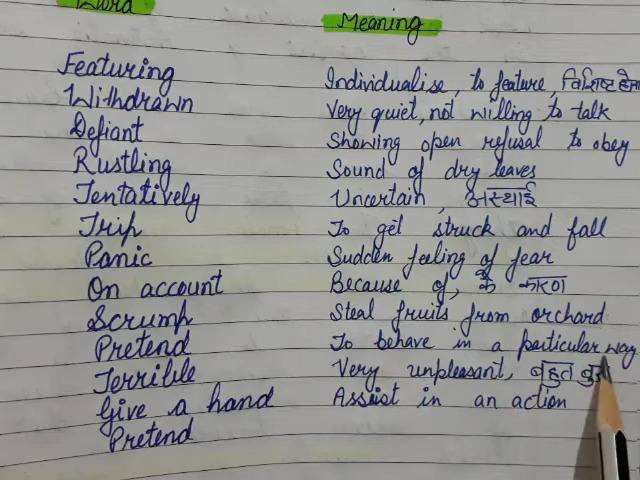 Word Meaning
Featuring Individualise, to feature, विशिष्ट होना
Withdrawn Very quiet, not willing to talk
Defiant Showing open refusal to obey
Rustling Sound of dry leaves
Tentatively Uncertain, अस्थाई
Trip To get struck and fall
Panic Sudden feeling of fear
On account Because of, के कारण
Scrump Steal fruits from orchard
Pretend To behave in a particular way
Terrible Very unpleasant, बहुत
Give a hand Assist in an action
Pretend